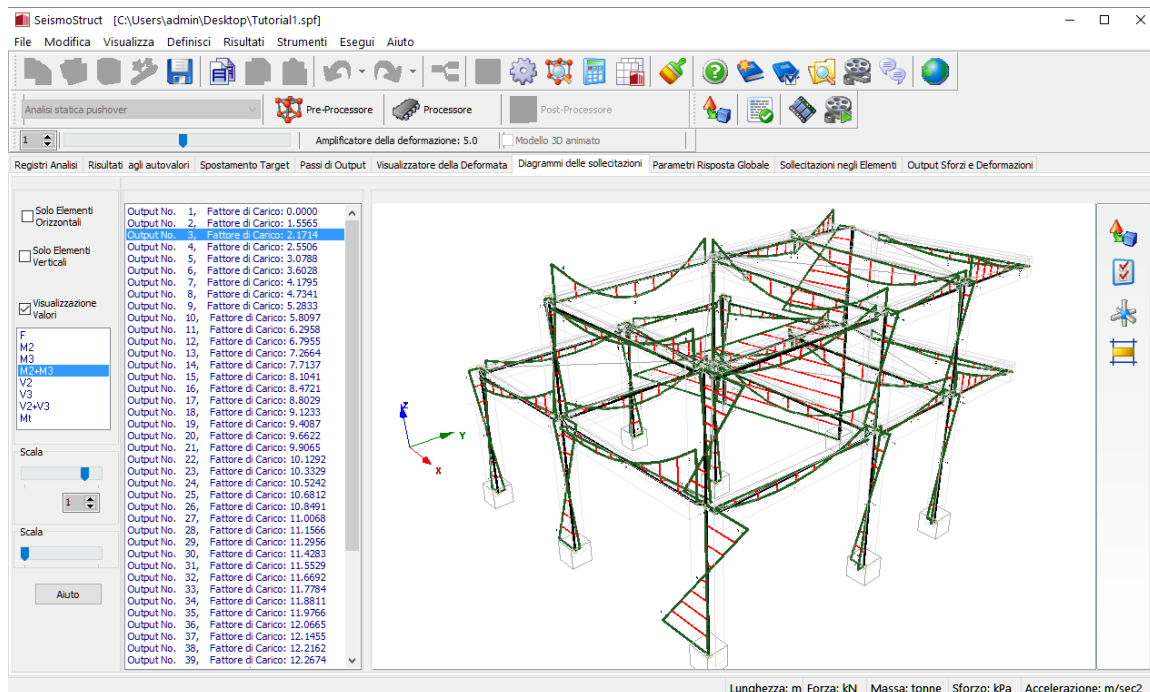 SeismoStruct [C:\Users\admin\Desktop\Tutorial1.spf]
File Modifica Visualizza Definisci Risultati Strumenti Esegui Aiuto
Analisi statica pushover
Pre-Processore
Processore
Post-Processore
1
Amplificatore della deformazione: 5.0
Modello 3D animato
Registri Analisi Risultati agli autovalori Spostamento Target Passi di Output Visualizzatore della Deformata Diagrammi delle sollecitazioni Parametri Risposta Globale Sollecitazioni negli Elementi Output Sforzi e Deformazioni
Solo Elementi
Orizzontali
Solo Elementi
Verticali
Visualizzazione
Valori
F
M2
M3
M2+M3
V2
V3
V2+V3
Mt
Scala
1
Scala
Aiuto
Output No. 1, Fattore di Carico: 0.0000
Output No. 2, Fattore di Carico: 1.5565
Output No. 3, Fattore di Carico: 2.1714
Output No. 4, Fattore di Carico: 2.5506
Output No. 5, Fattore di Carico: 3.0788
Output No. 6, Fattore di Carico: 3.6028
Output No. 7, Fattore di Carico: 4.1795
Output No. 8, Fattore di Carico: 4.7341
Output No. 9, Fattore di Carico: 5.2833
Output No. 10, Fattore di Carico: 5.8097
Output No. 11, Fattore di Carico: 6.2958
Output No. 12, Fattore di Carico: 6.7955
Output No. 13, Fattore di Carico: 7.2664
Output No. 14, Fattore di Carico: 7.7137
Output No. 15, Fattore di Carico: 8.1041
Output No. 16, Fattore di Carico: 8.4721
Output No. 17, Fattore di Carico: 8.8029
Output No. 18, Fattore di Carico: 9.1233
Output No. 19, Fattore di Carico: 9.4087
Output No. 20, Fattore di Carico: 9.6622
Output No. 21, Fattore di Carico: 9.9065
Output No. 22, Fattore di Carico: 10.1292
Output No. 23, Fattore di Carico: 10.3329
Output No. 24, Fattore di Carico: 10.5242
Output No. 25, Fattore di Carico: 10.6812
Output No. 26, Fattore di Carico: 10.8491
Output No. 27, Fattore di Carico: 11.0068
Output No. 28, Fattore di Carico: 11.1566
Output No. 29, Fattore di Carico: 11.2956
Output No. 30, Fattore di Carico: 11.4283
Output No. 31, Fattore di Carico: 11.5529
Output No. 32, Fattore di Carico: 11.6692
Output No. 33, Fattore di Carico: 11.7784
Output No. 34, Fattore di Carico: 11.8811
Output No. 35, Fattore di Carico: 11.9766
Output No. 36, Fattore di Carico: 12.0665
Output No. 37, Fattore di Carico: 12.1455
Output No. 38, Fattore di Carico: 12.2162
Output No. 39, Fattore di Carico: 12.2674
Z
Y
X
Lunghezza: m Forza: kN Massa: tonne Sforzo: kPa Accelerazione: m/sec2